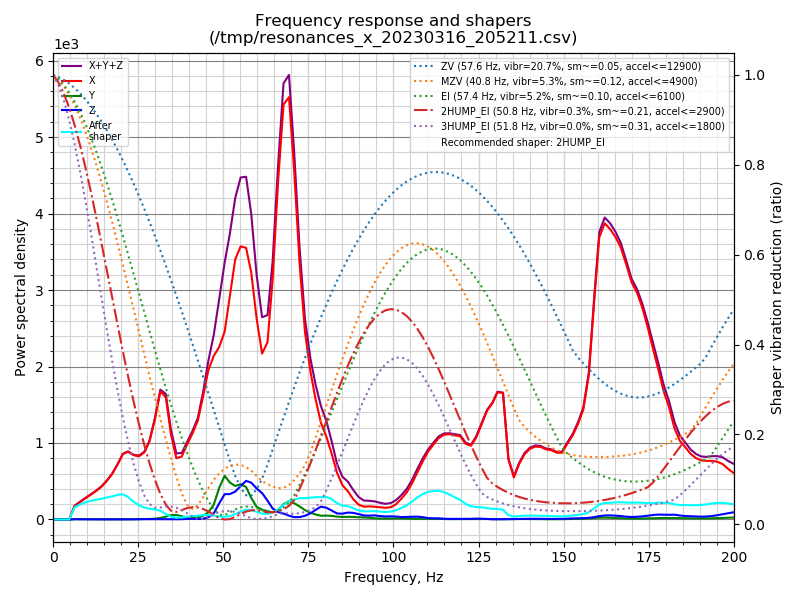 Frequency response and shapers
(/tmp/resonances_x_20230316_205211.csv)
1e3
X+Y+Z
X
Y
Z
After
shaper
ZV (57.6 Hz, vibr=20.7%, sm~=0.05, accel<=12900)
MZV (40.8 Hz, vibr=5.3%, sm~=0.12, accel<=4900)
EI (57.4 Hz, vibr=5.2%, sm~=0.10, accel<=6100)
2HUMP_EI (50.8 Hz, vibr=0.3%, sm~=0.21, accel<=2900)
3HUMP_EI (51.8 Hz, vibr=0.0%, sm~=0.31, accel<=1800)
Recommended shaper: 2HUMP_EI
6
5
4
3
2
1
0
Power spectral density
1.0
0.8
0.6
0.4
0.2
0.0
Shaper vibration reduction (ratio)
0 25 50 75 100 125 150 175 200
Frequency, Hz